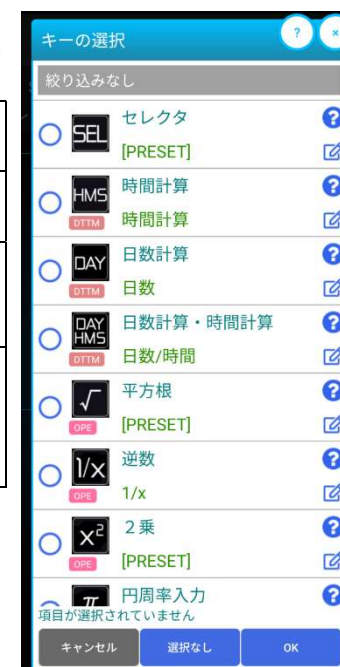 キーの選択
?
×
絞り込みなし
SEL
セレクタ
[PRESET]
HMS
DTTM
時間計算
時間計算
DAY
DTTM
日数計算
日数
DAY
HMS
DTTM
日数計算・時間計算
日数/時間
√
OPE
平方根
[PRESET]
1/x
OPE
逆数
1/x
x²
OPE
2乗
[PRESET]
π
円周率入力
項目が選択されていません
キャンセル
選択なし
OK